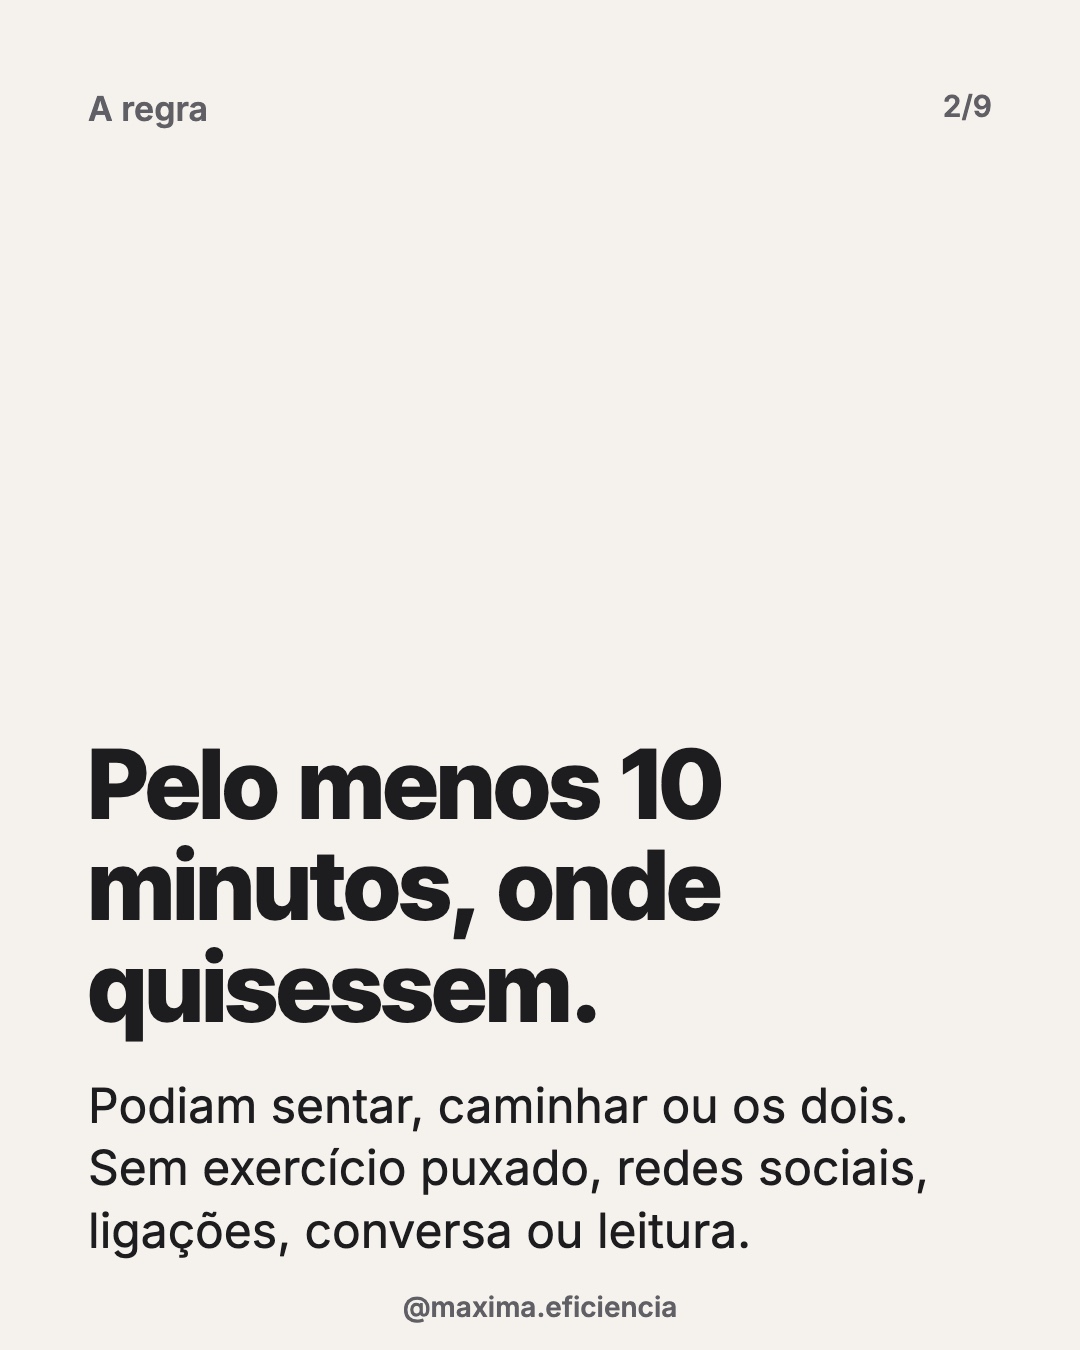 A regra
2/9
Pelo menos 10
minutos, onde
quisessem.
Podiam sentar, caminhar ou os dois.
Sem exercício puxado, redes sociais,
ligações, conversa ou leitura.
@maxima.eficiencia